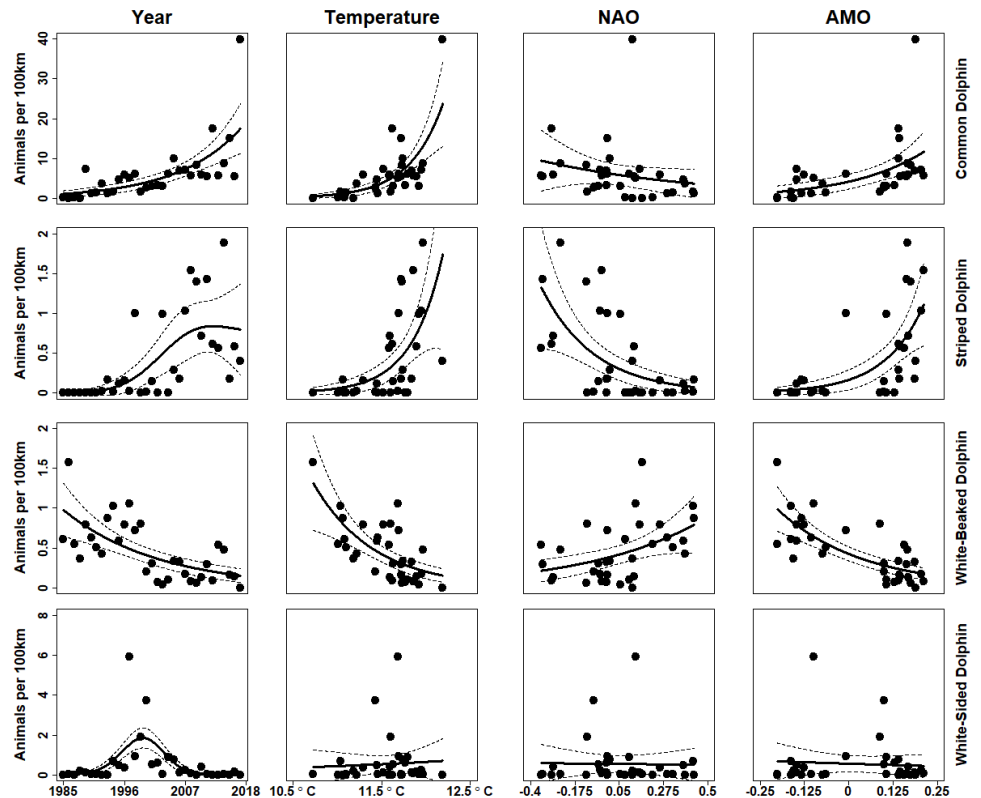 Year Temperature NAO AMO
Animals per 100km
40
30
20
10
0
Common Dolphin
Animals per 100km
2
1.5
1
0.5
0
Striped Dolphin
Animals per 100km
2
1.5
1
0.5
0
White-Beaked Dolphin
Animals per 100km
8
6
4
2
0
White-Sided Dolphin
1985 1996 2007 2018 10.5 ° C 11.5 ° C 12.5 ° C -0.4 -0.175 0.05 0.275 0.5 -0.25 -0.125 0 0.125 0.25